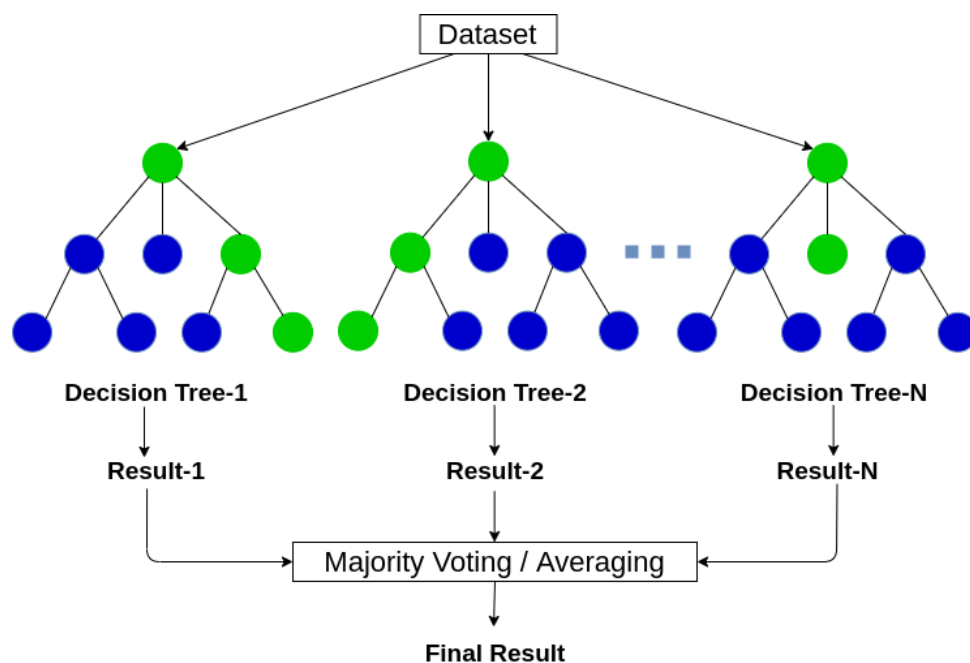 Dataset
Decision Tree-1
Decision Tree-2
Decision Tree-N
Result-1
Result-2
Result-N
Majority Voting / Averaging
Final Result